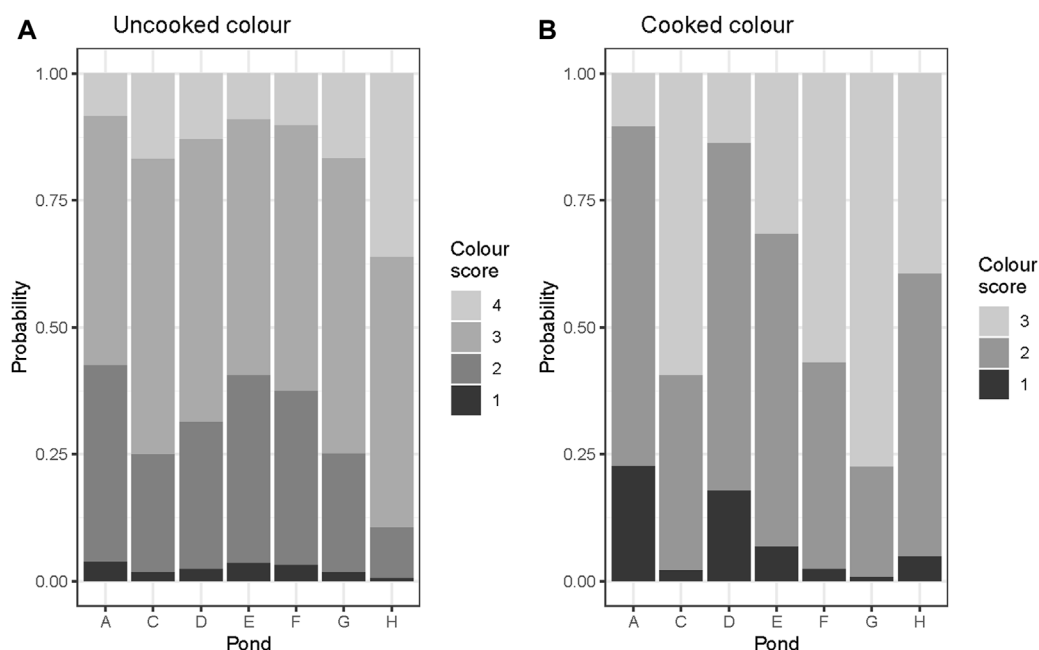 A
Uncooked colour
1.00
0.75
0.50
0.25
0.00
Probability
A C D E F G H
Pond
Colour
score
4
3
2
1
B
Cooked colour
1.00
0.75
0.50
0.25
0.00
Probability
A C D E F G H
Pond
Colour
score
3
2
1